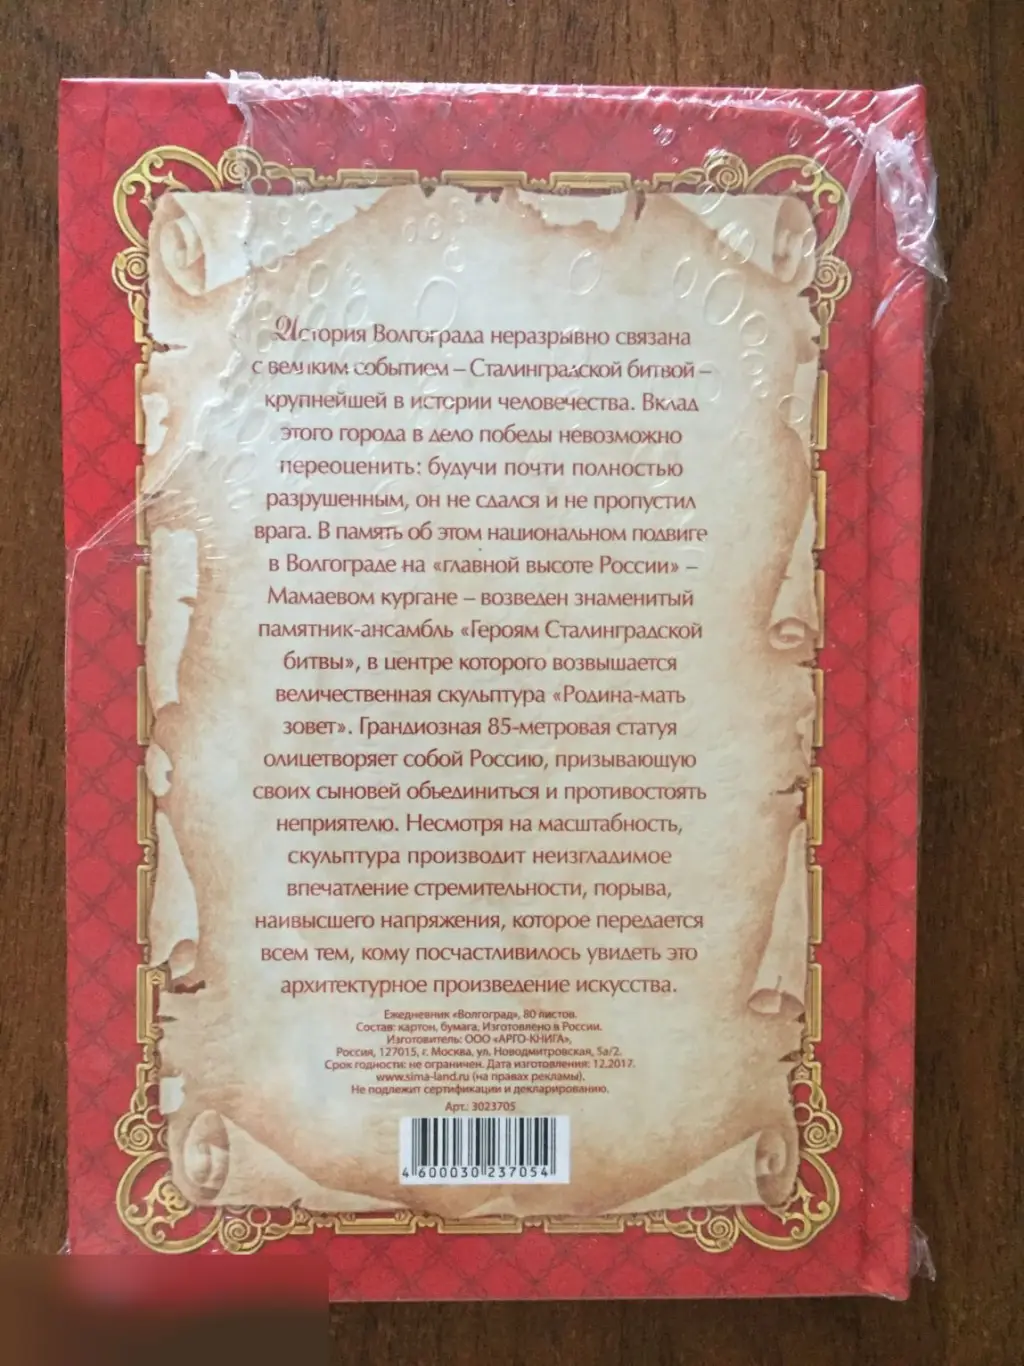 История Волгограда неразрывно связана
с великим событием – Сталинградской битвой –
крупнейшей в истории человечества. Вклад
этого города в дело победы невозможно
переоценить: будучи почти полностью
разрушенным, он не сдался и не пропустил
врага. В память об этом национальном подвиге
в Волгограде на «главной высоте России» –
Мамаевом кургане – возведен знаменитый
памятник-ансамбль «Героям Сталинградской
битвы», в центре которого возвышается
величественная скульптура «Родина-мать
зовет». Грандиозная 85-метровая статуя
олицетворяет собой Россию, призывающую
своих сыновей объединиться и противостоять
неприятелю. Несмотря на масштабность,
скульптура производит неизгладимое
впечатление стремительности, порыва,
наивысшего напряжения, которое передается
всем тем, кому посчастливилось увидеть это
архитектурное произведение искусства.
Ежедневник «Волгоград», 80 листов.
Состав: картон, бумага. Изготовлено в России.
Изготовитель: ООО «АРГО-КНИГА»,
Россия, 127015, г. Москва, ул. Новодмитровская, 5а/2.
Срок годности: не ограничен. Дата изготовления: 12.2017.
www.sima-land.ru (на правах рекламы).
Не подлежит сертификации и декларированию.
Арт.: 3023705
4 600030 237054